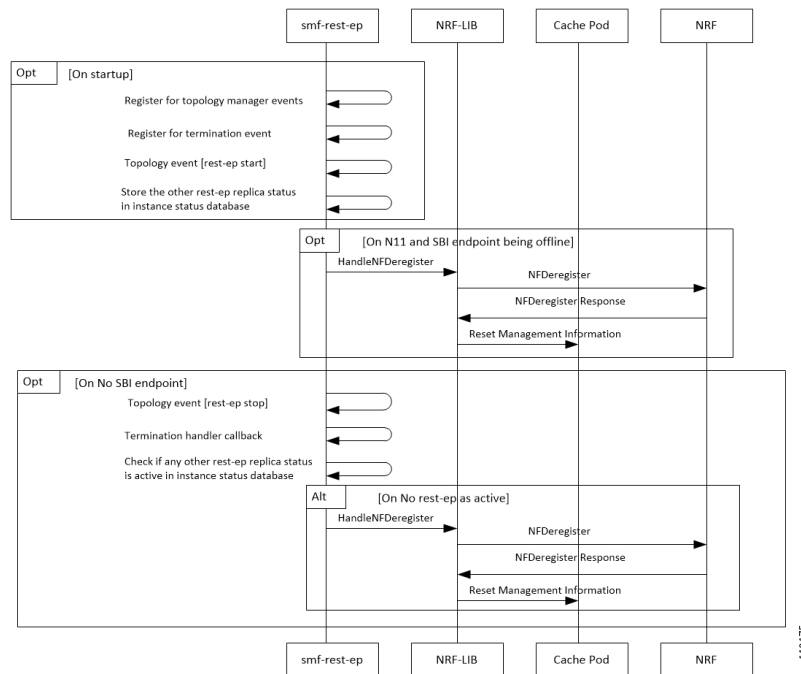 smf-rest-ep
NRF-LIB
Cache Pod
NRF
Opt
[On startup]
Register for topology manager events
Register for termination event
Topology event [rest-ep start]
Store the other rest-ep replica status
in instance status database
Opt
[On N11 and SBI endpoint being offline]
HandleNFDeregister
NFDeregister
NFDeregister Response
Reset Management Information
Opt
[On No SBI endpoint]
Topology event [rest-ep stop]
Termination handler callback
Check if any other rest-ep replica status
is active in instance status database
Alt
[On No rest-ep as active]
HandleNFDeregister
NFDeregister
NFDeregister Response
Reset Management Information
smf-rest-ep
NRF-LIB
Cache Pod
NRF